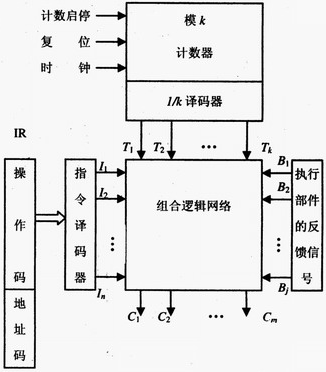 计数启停
复 位
时 钟
模 k
计数器
1/k 译码器
IR
T1 T2 … Tk
操作码
地址码
指令译码器
I1
I2
⋮
In
组合逻辑网络
B1
B2
⋮
Bj
执行部件的反馈信号
C1 C2 … Cm